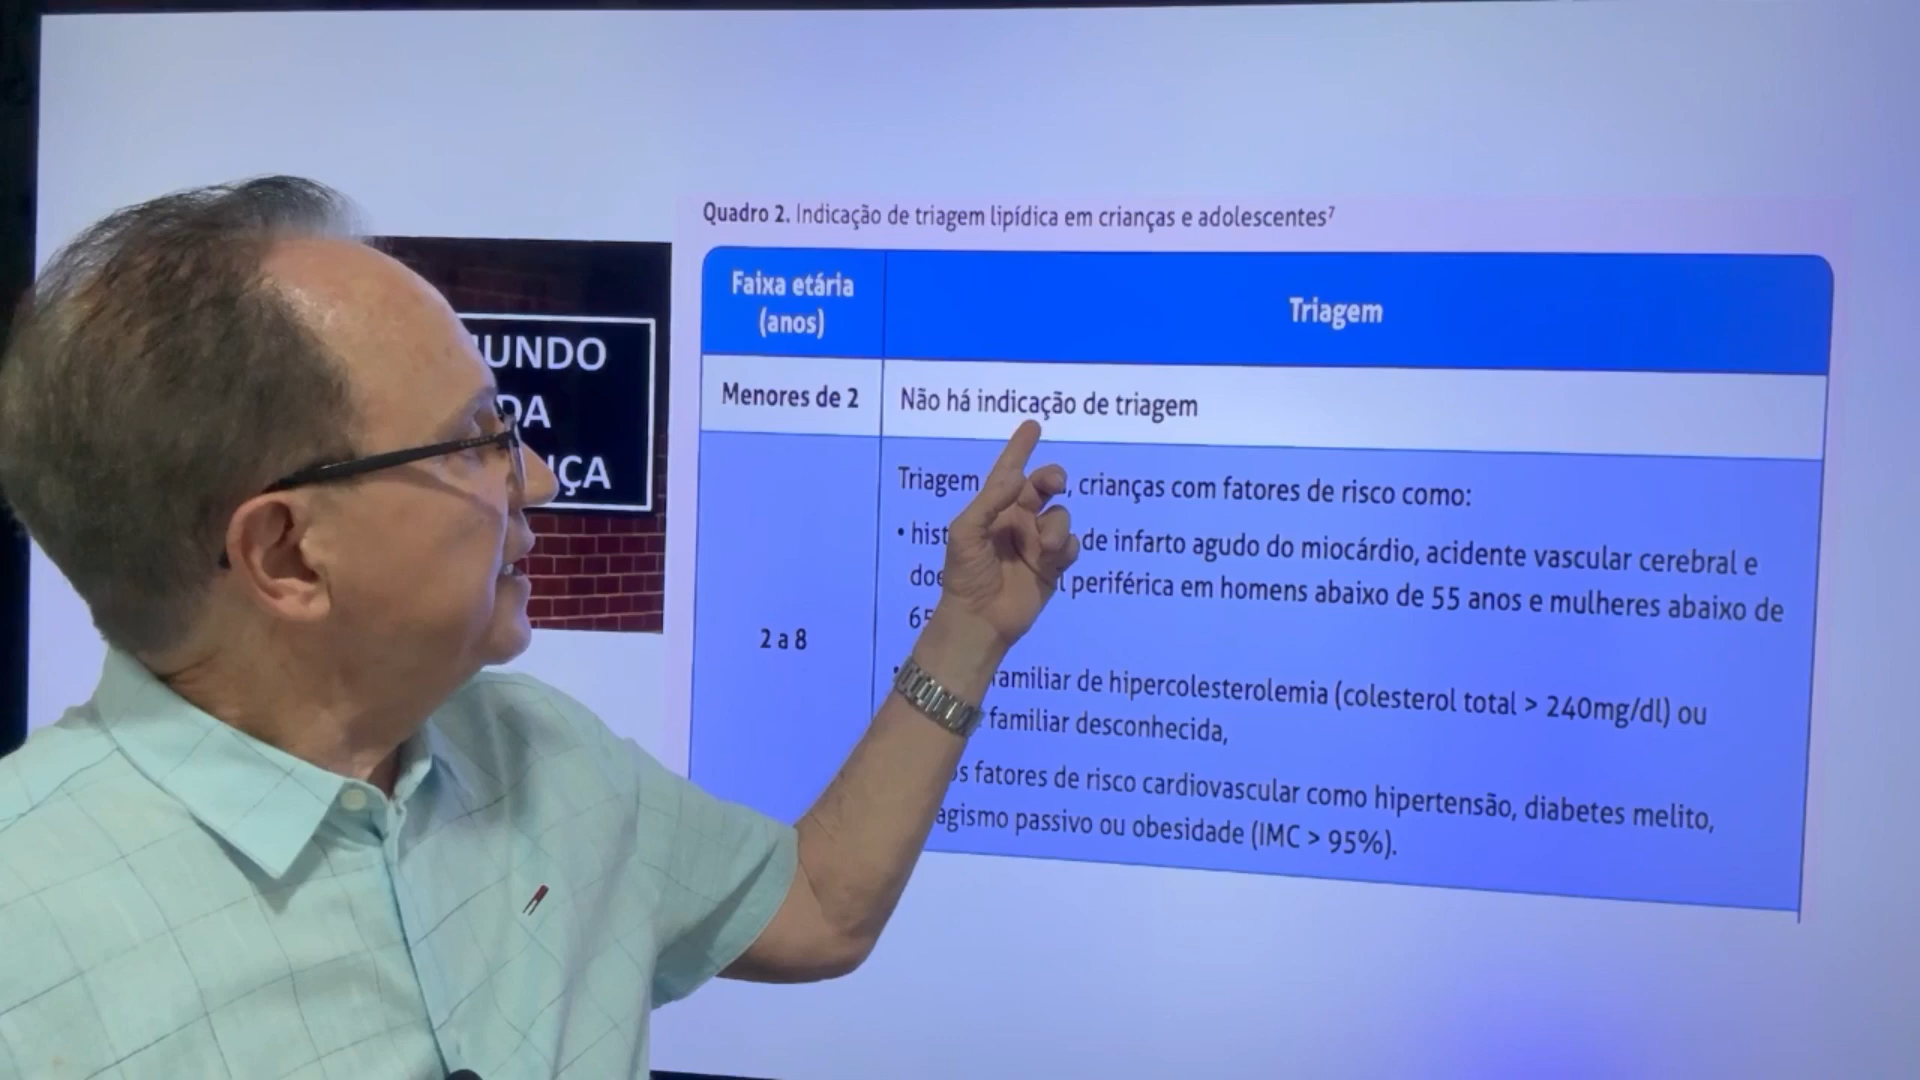 Quadro 2. Indicação de triagem lipídica em crianças e adolescentes⁷
UNDO
DA
ÇA
Faixa etária
(anos)
Triagem
Menores de 2
Não há indicação de triagem
2 a 8
Triagem , crianças com fatores de risco como:
• de infarto agudo do miocárdio, acidente vascular cerebral e
periférica em homens abaixo de 55 anos e mulheres abaixo de
familiar de hipercolesterolemia (colesterol total > 240mg/dl) ou
familiar desconhecida,
fatores de risco cardiovascular como hipertensão, diabetes melito,
passivo ou obesidade (IMC > 95%).